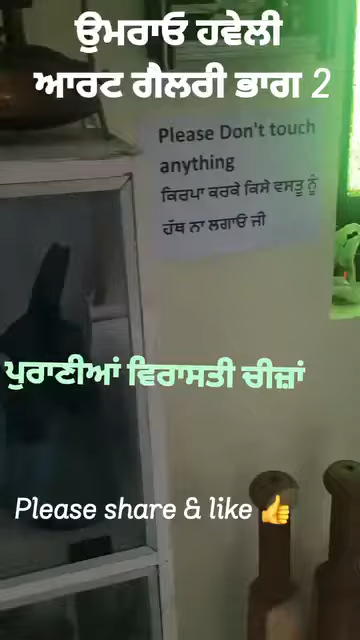 ਉਮਰਾਓ ਹਵੇਲੀ
ਆਰਟ ਗੈਲਰੀ ਭਾਗ 2
Please Don't touch
anything
ਕਿਰਪਾ ਕਰਕੇ ਕਿਸੇ ਵਸਤੂ ਨੂੰ
ਹੱਥ ਨਾ ਲਗਾਓ ਜੀ
ਪੁਰਾਣੀਆਂ ਵਿਰਾਸਤੀ ਚੀਜ਼ਾਂ
Please share & like 👍